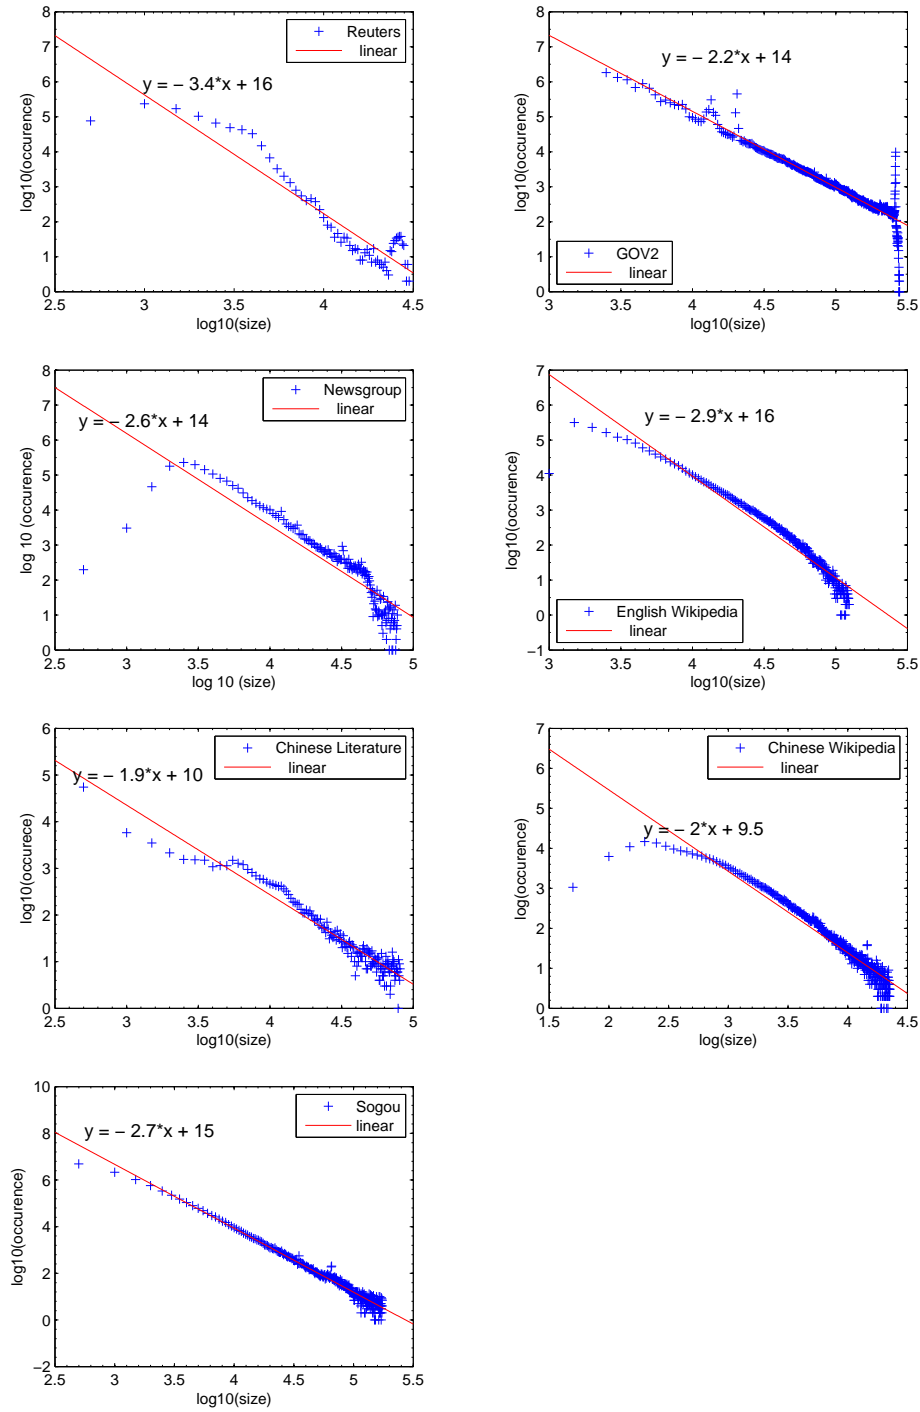 8
7
6
5
4
3
2
1
0
2.5 3 3.5 4 4.5
log10(size)
log10(occurence)
Reuters
linear
y = − 3.4*x + 16
8
7
6
5
4
3
2
1
0
3 3.5 4 4.5 5 5.5
log10(size)
log10(occurence)
y = − 2.2*x + 14
GOV2
linear
8
7
6
5
4
3
2
1
0
2.5 3 3.5 4 4.5 5
log 10 (size)
log 10 (occurence)
Newsgroup
linear
y = − 2.6*x + 14
7
6
5
4
3
2
1
0
−1
3 3.5 4 4.5 5 5.5
log10(size)
log10(occurence)
y = − 2.9*x + 16
English Wikipedia
linear
6
5
4
3
2
1
0
2.5 3 3.5 4 4.5 5
log10(size)
log10(occurece)
Chinese Literature
linear
y = − 1.9*x + 10
7
6
5
4
3
2
1
0
1.5 2 2.5 3 3.5 4 4.5
log(size)
log(occurence)
Chinese Wikipedia
linear
y = − 2*x + 9.5
10
8
6
4
2
0
−2
2.5 3 3.5 4 4.5 5 5.5
log10(size)
log10(occurence)
Sogou
linear
y = − 2.7*x + 15